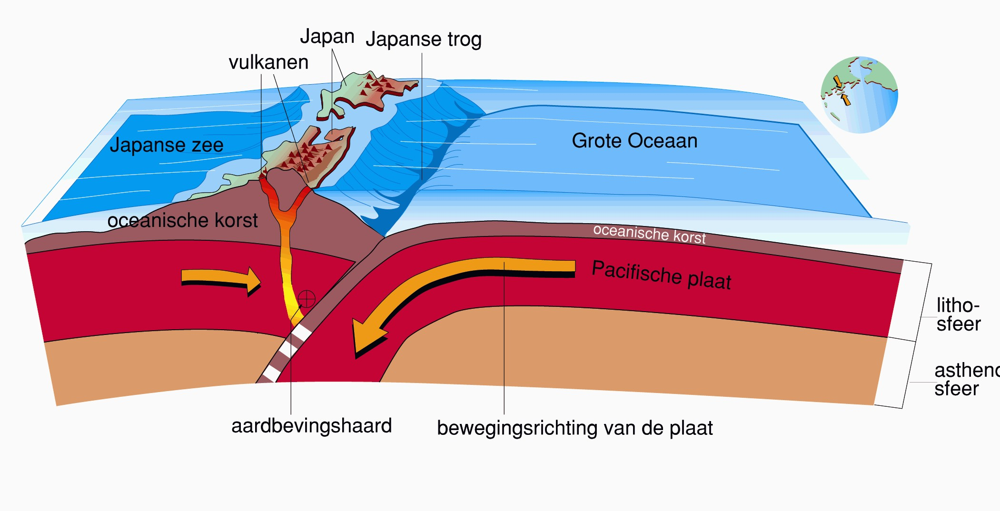 Japan
Japanse trog
vulkanen
Japanse zee
Grote Oceaan
oceanische korst
oceanische korst
Pacifische plaat
litho-
sfeer
astheno
sfeer
aardbevingshaard
bewegingsrichting van de plaat